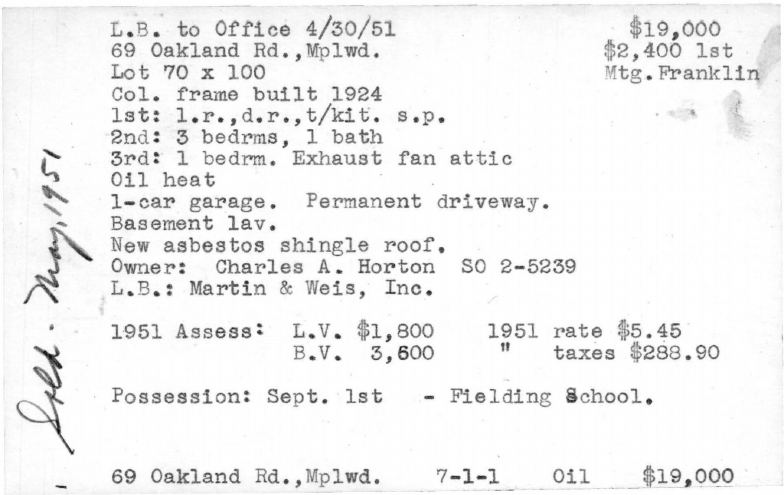 L.B. to Office 4/30/51 $19,000
69 Oakland Rd.,Mplwd. $2,400 1st
Lot 70 x 100 Mtg.Franklin
Col. frame built 1924
1st: l.r.,d.r.,t/kit. s.p.
2nd: 3 bedrms, 1 bath
3rd: 1 bedrm. Exhaust fan attic
Oil heat
1-car garage. Permanent driveway.
Basement lav.
New asbestos shingle roof.
Owner: Charles A. Horton SO 2-5239
L.B.: Martin & Weis, Inc.
1951 Assess: L.V. $1,800 1951 rate $5.45
B.V. 3,600 " taxes $288.90
Possession: Sept. 1st - Fielding School.
69 Oakland Rd.,Mplwd. 7-1-1 Oil $19,000
Sold - May, 1951